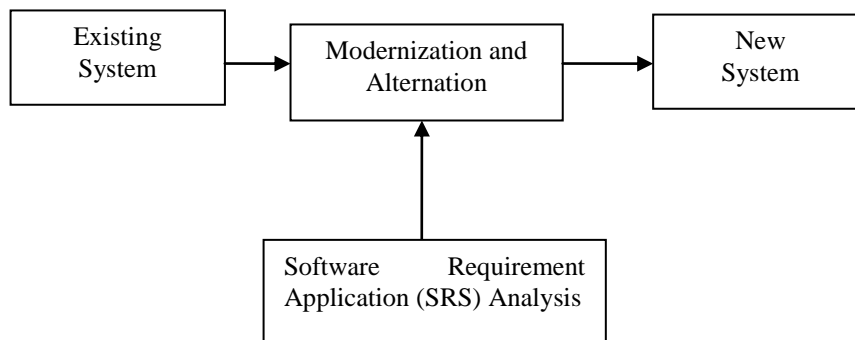 Existing
System
Modernization and
Alternation
New
System
Software Requirement
Application (SRS) Analysis